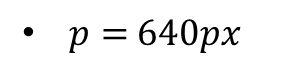 • p = 640px